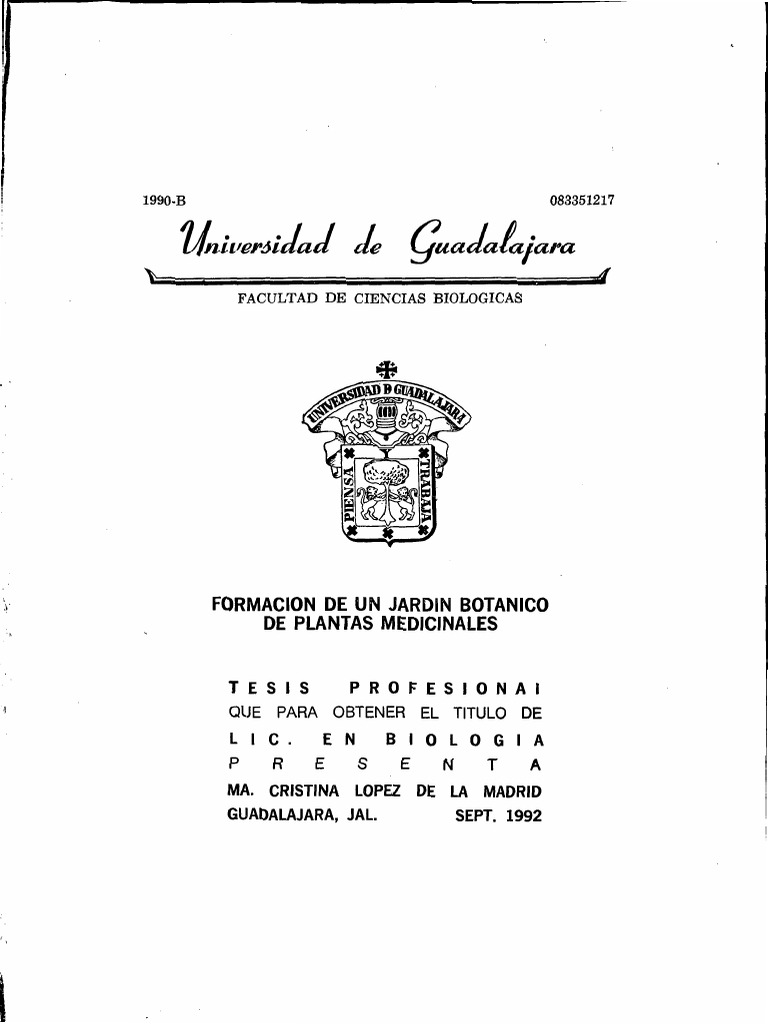 1990-B 083351217
Universidad de Guadalajara
FACULTAD DE CIENCIAS BIOLOGICAS
UNIVERSIDAD D GUADALAJARA
PIENSA TRABAJA
FORMACION DE UN JARDIN BOTANICO
DE PLANTAS MEDICINALES
TESIS PROFESIONAl
QUE PARA OBTENER EL TITULO DE
LIC. EN BIOLOGIA
PRESENTA
MA. CRISTINA LOPEZ DE LA MADRID
GUADALAJARA, JAL. SEPT. 1992